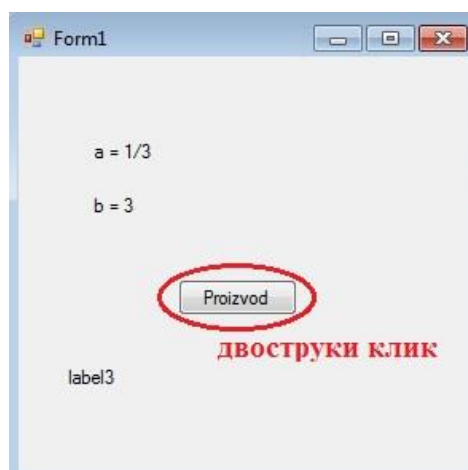 Form1
a = 1/3
b = 3
Proizvod
двоструки клик
label3